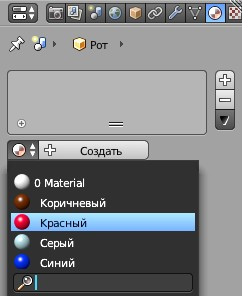 Рот
Создать
0 Material
Коричневый
Красный
Серый
Синий